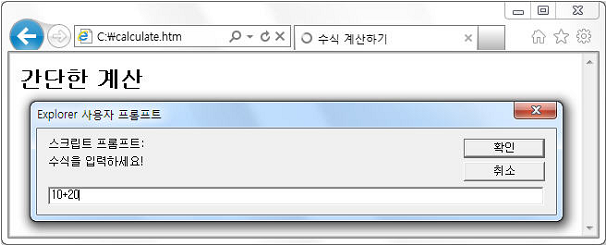 C:₩calculate.htm
수식 계산하기
간단한 계산
Explorer 사용자 프롬프트
스크립트 프롬프트:
확인
수식을 입력하세요!
취소
10+20